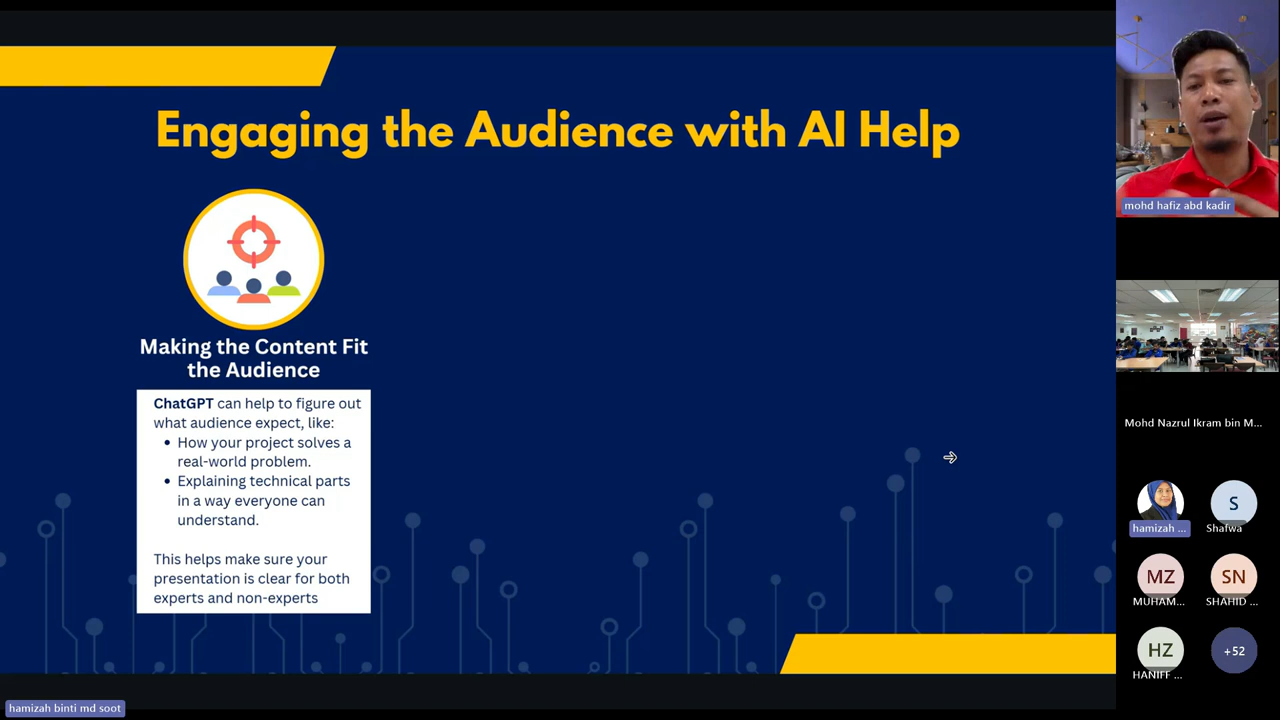 Engaging the Audience with AI Help
Making the Content Fit
the Audience
ChatGPT can help to figure out
what audience expect, like:
• How your project solves a
real-world problem.
• Explaining technical parts
in a way everyone can
understand.
This helps make sure your
presentation is clear for both
experts and non-experts
mohd hafiz abd kadir
Mohd Nazrul Ikram bin M...
hamizah ...
S
Shafwa
MZ
MUHAM...
SN
SHAHID ...
HZ
HANIFF ...
+52
hamizah binti md soot